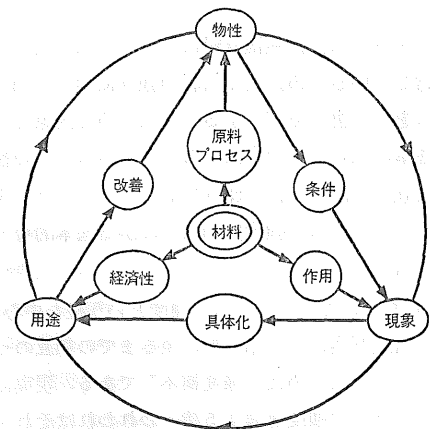 物性
原料
プロセス
改善
条件
材料
経済性
作用
用途
具体化
現象